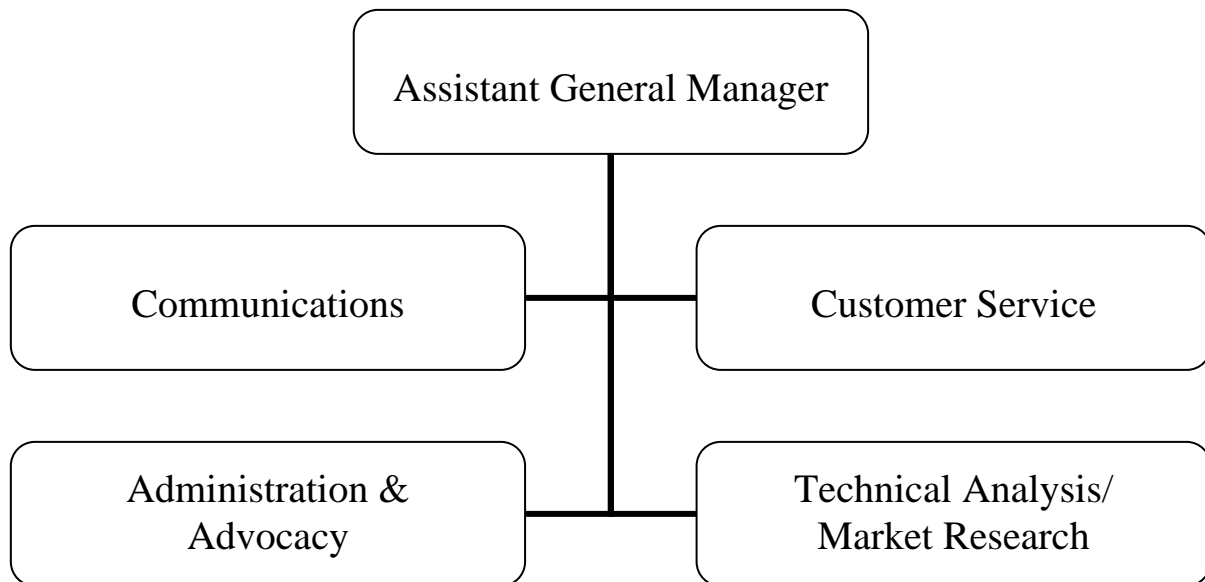 Assistant General Manager
Communications
Customer Service
Administration &
Advocacy
Technical Analysis/
Market Research